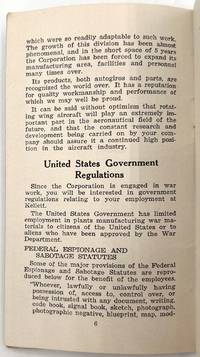 which were so readily adaptable to such work.
The growth of this division has been almost
phenomenal, and in the short space of 5 years
the Corporation has been forced to expand its
manufacturing area, facilities and personnel
many times over.
Its products, both autogiros and parts, are
recognized the world over. It has a reputation
for quality workmanship and performance of
which we may well be proud.
It can be said without optimism that rotat-
ing wing aircraft will play an extremely im-
portant part in the aeronautical field of the
future, and that the constant research and
development being carried on by your com-
pany should assure it a continued high posi-
tion in the aircraft industry.
United States Government
Regulations
Since the Corporation is engaged in war
work, you will be interested in government
regulations relating to your employment at
Kellett.
The United States Government has limited
employment in plants manufacturing war ma-
terials to citizens of the United States or to
aliens who have been approved by the War
Department.
FEDERAL ESPIONAGE AND
SABOTAGE STATUTES
Some of the major provisions of the Federal
Espionage and Sabotage Statutes are repro-
duced below for the benefit of the employees.
"Whoever, lawfully or unlawfully having
possession of, access to, control over, or
being intrusted with any document, writing,
code book, signal book, sketch, photograph,
photographic negative, blueprint, map, mod-
6